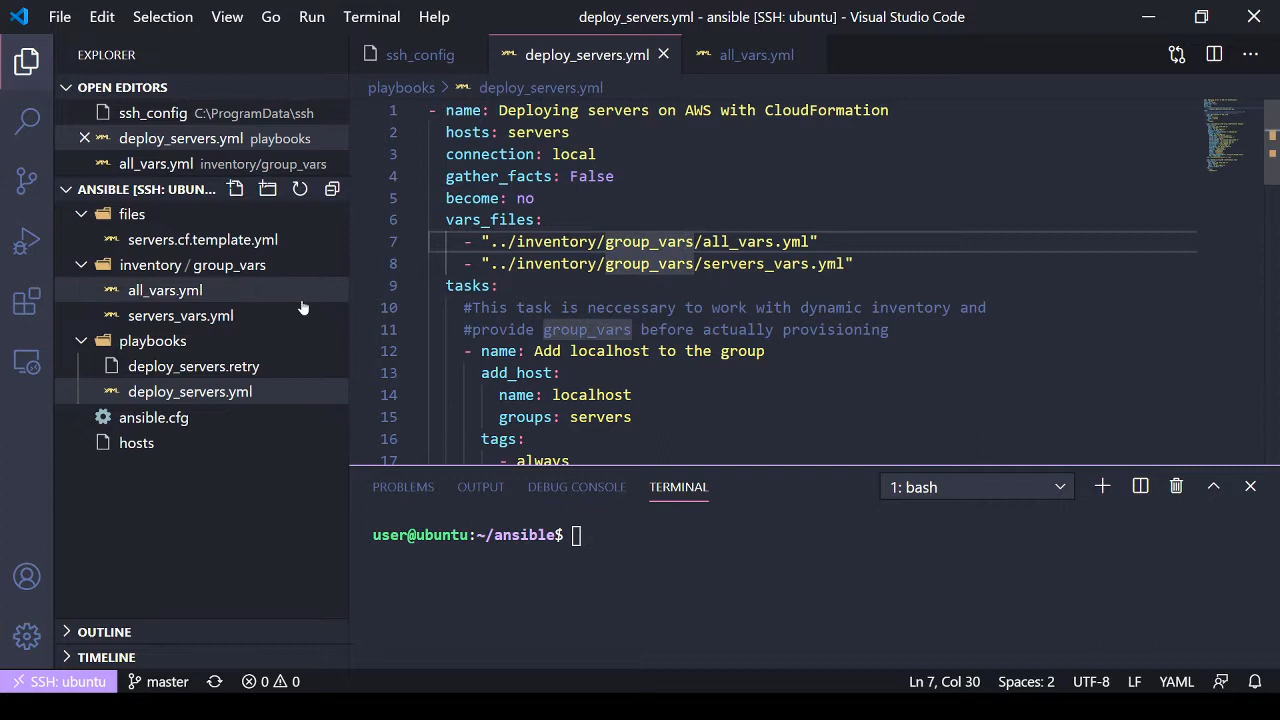 File Edit Selection View Go Run Terminal Help deploy_servers.yml - ansible [SSH: ubuntu] - Visual Studio Code
EXPLORER
OPEN EDITORS
ssh_config C:\ProgramData\ssh
deploy_servers.yml playbooks
all_vars.yml inventory/group_vars
ANSIBLE [SSH: UBUN...
files
servers.cf.template.yml
inventory / group_vars
all_vars.yml
servers_vars.yml
playbooks
deploy_servers.retry
deploy_servers.yml
ansible.cfg
hosts
OUTLINE
TIMELINE
ssh_config deploy_servers.yml all_vars.yml
playbooks > deploy_servers.yml
1 - name: Deploying servers on AWS with CloudFormation
2 hosts: servers
3 connection: local
4 gather_facts: False
5 become: no
6 vars_files:
7 - "../inventory/group_vars/all_vars.yml"
8 - "../inventory/group_vars/servers_vars.yml"
9 tasks:
10 #This task is neccessary to work with dynamic inventory and
11 #provide group_vars before actually provisioning
12 - name: Add localhost to the group
13 add_host:
14 name: localhost
15 groups: servers
16 tags:
17 - always
PROBLEMS OUTPUT DEBUG CONSOLE TERMINAL 1: bash
user@ubuntu:~/ansible$
SSH: ubuntu master 0 0 Ln 7, Col 30 Spaces: 2 UTF-8 LF YAML